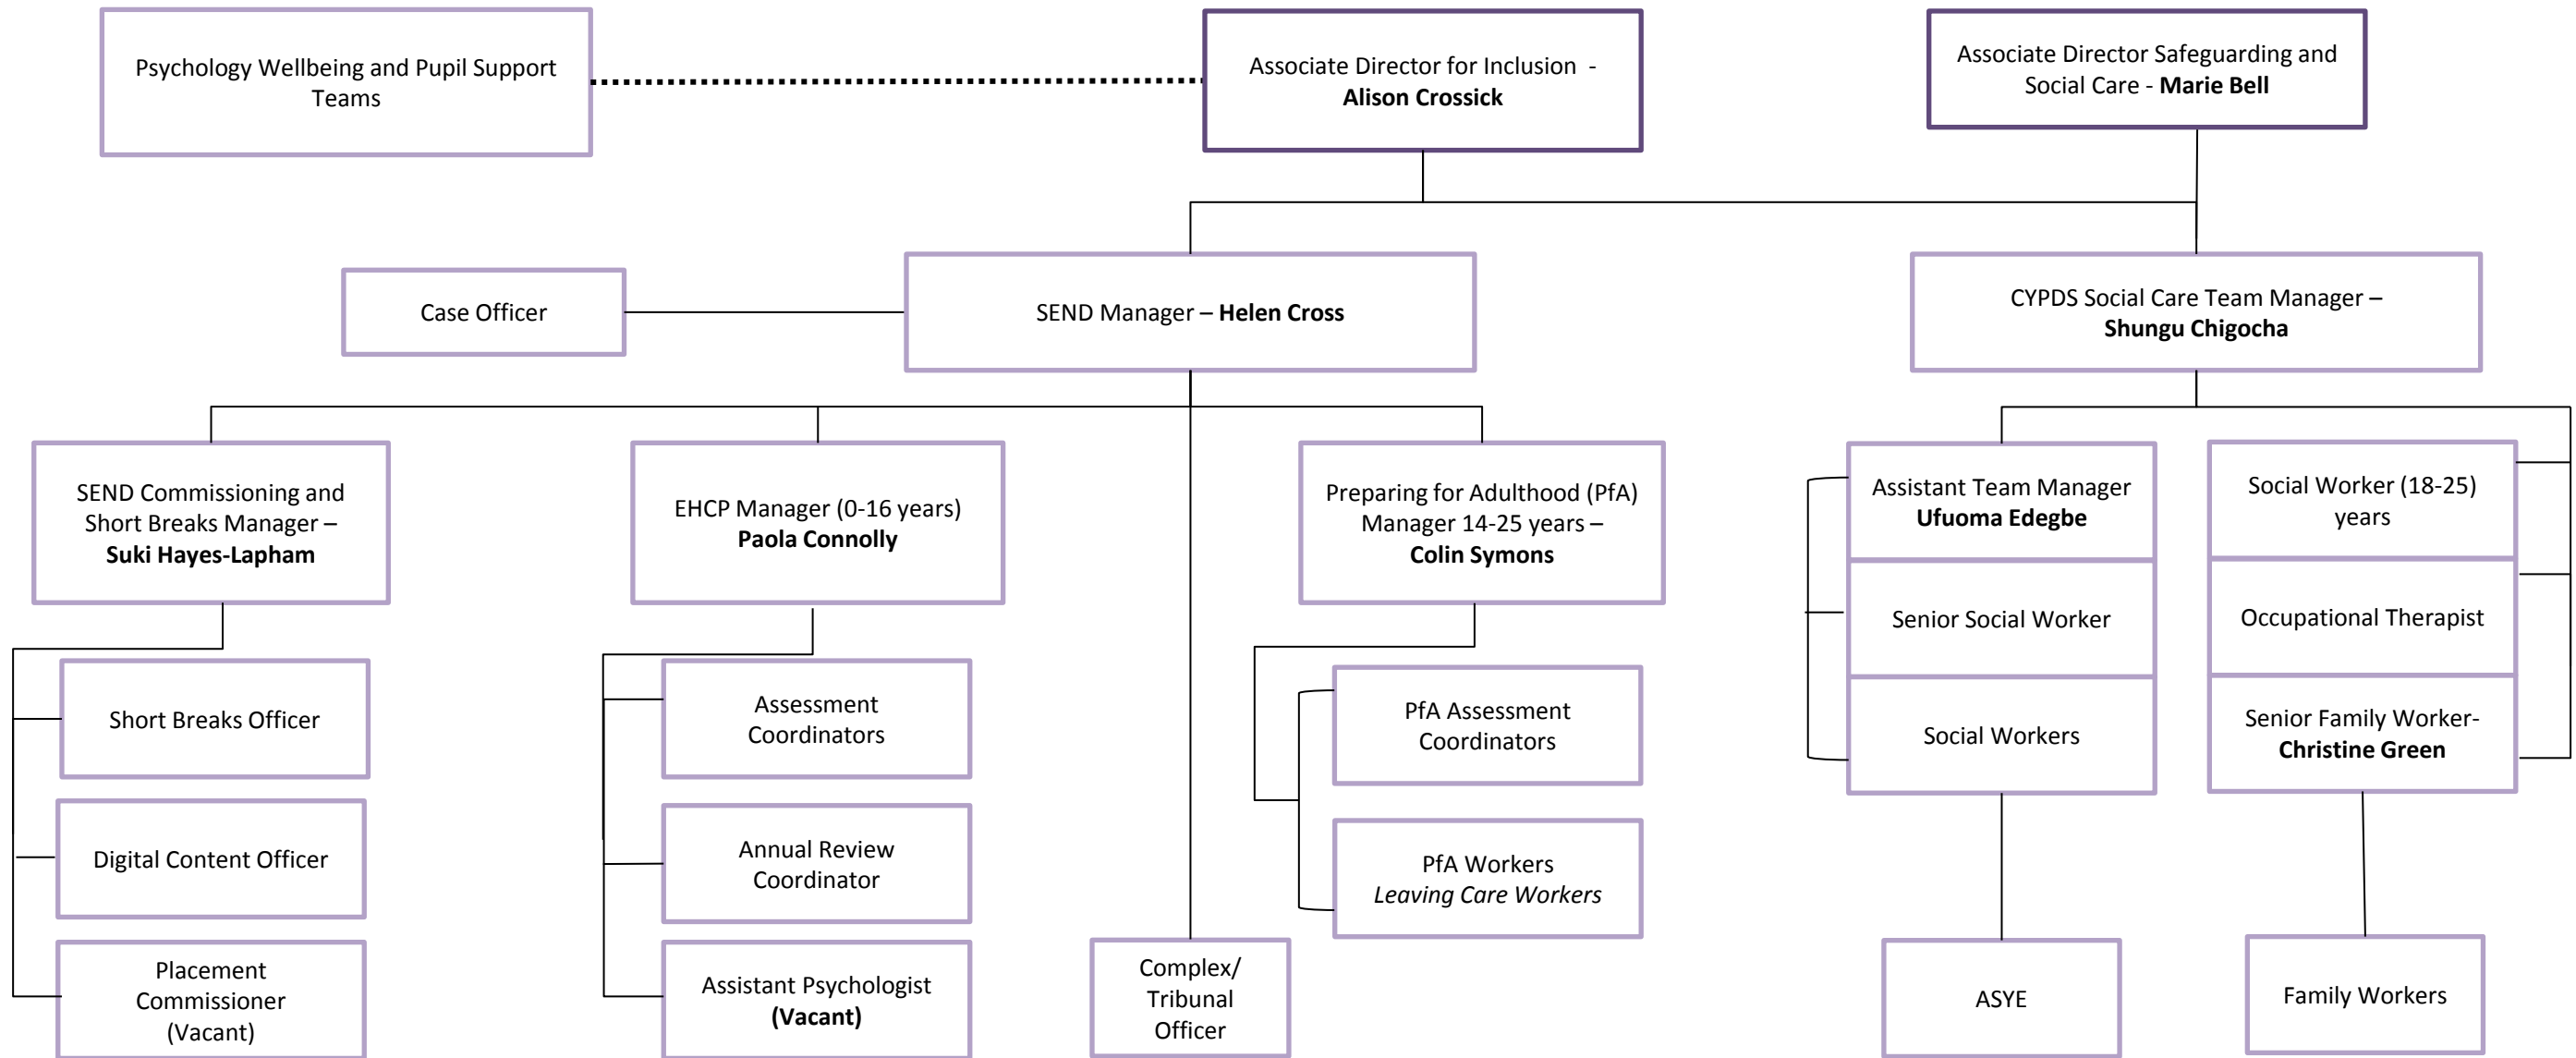 Psychology Wellbeing and Pupil Support
Teams
Associate Director for Inclusion -
Alison Crossick
Associate Director Safeguarding and
Social Care - Marie Bell
Case Officer
SEND Manager – Helen Cross
CYPDS Social Care Team Manager –
Shungu Chigocha
SEND Commissioning and
Short Breaks Manager –
Suki Hayes-Lapham
EHCP Manager (0-16 years)
Paola Connolly
Preparing for Adulthood (PfA)
Manager 14-25 years –
Colin Symons
Assistant Team Manager
Ufuoma Edegbe
Social Worker (18-25)
years
Senior Social Worker
Occupational Therapist
Social Workers
Senior Family Worker-
Christine Green
Short Breaks Officer
Assessment
Coordinators
PfA Assessment
Coordinators
Digital Content Officer
Annual Review
Coordinator
PfA Workers
Leaving Care Workers
Placement
Commissioner
(Vacant)
Assistant Psychologist
(Vacant)
Complex/
Tribunal
Officer
ASYE
Family Workers